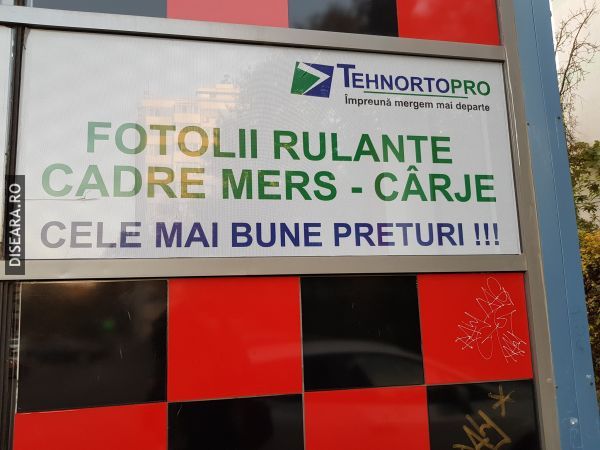 TEHNORTOPRO
Împreună mergem mai departe
FOTOLII RULANTE
CADRE MERS - CÂRJE
CELE MAI BUNE PRETURI !!!
DISEARA.RO